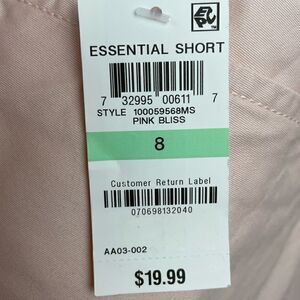 ESSENTIAL SHORT
7 32995 00611 7
STYLE 100059568MS
PINK BLISS
8
Customer Return Label
070698132040
AA03-002
$19.99